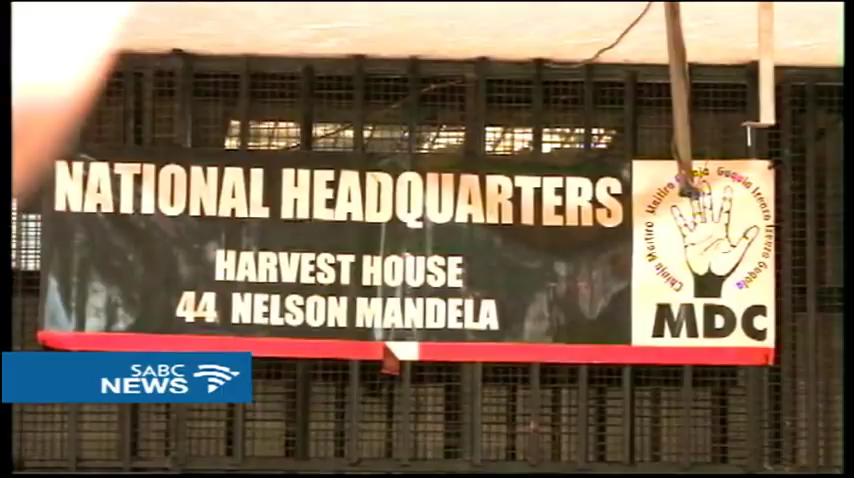 NATIONAL HEADQUARTERS
HARVEST HOUSE
44 NELSON MANDELA
MDC
SABC
NEWS